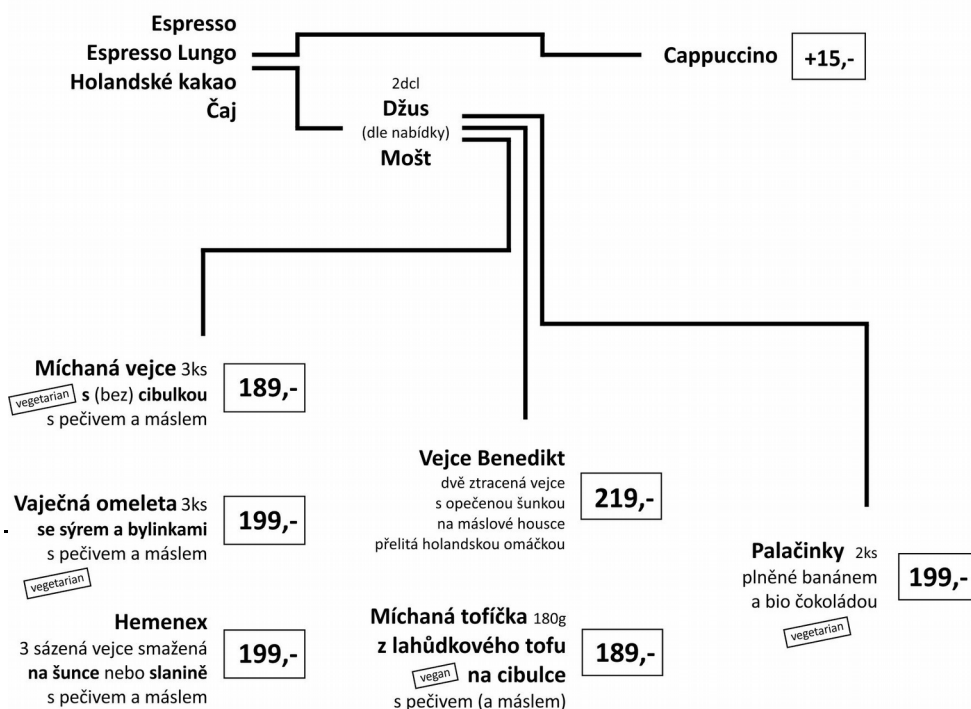 Espresso
Espresso Lungo
Holandské kakao
Čaj
Cappuccino +15,-
2dcl
Džus
(dle nabídky)
Mošt
Míchaná vejce 3ks
vegetarian s (bez) cibulkou
s pečivem a máslem
189,-
Vaječná omeleta 3ks
se sýrem a bylinkami
s pečivem a máslem
vegetarian
199,-
Hemenex
3 sázená vejce smažená
na šunce nebo slanině
s pečivem a máslem
199,-
Vejce Benedikt
dvě ztracená vejce
s opečenou šunkou
na máslové housce
přelitá holandskou omáčkou
219,-
Míchaná tofíčka 180g
z lahůdkového tofu
vegan na cibulce
s pečivem (a máslem)
189,-
Palačinky 2ks
plněné banánem
a bio čokoládou
vegetarian
199,-